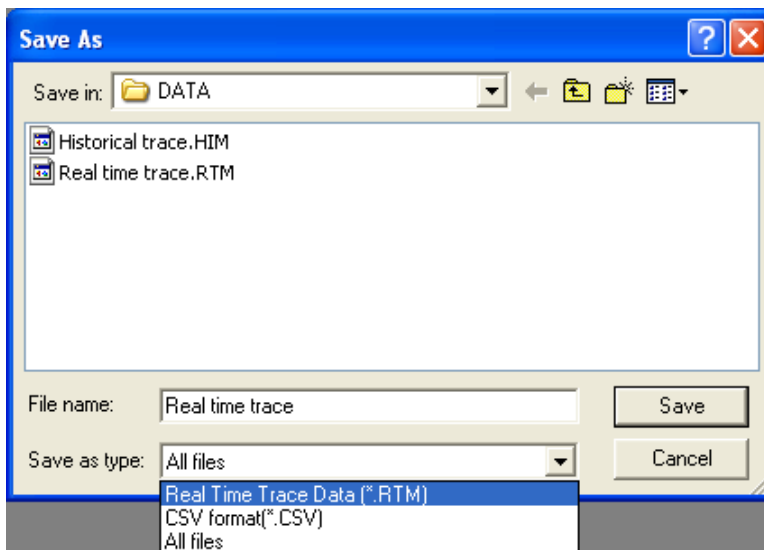 Save As
Save in: DATA
Historical trace.HIM
Real time trace.RTM
File name: Real time trace Save
Save as type: All files Cancel
Real Time Trace Data (*.RTM)
CSV format(*.CSV)
All files